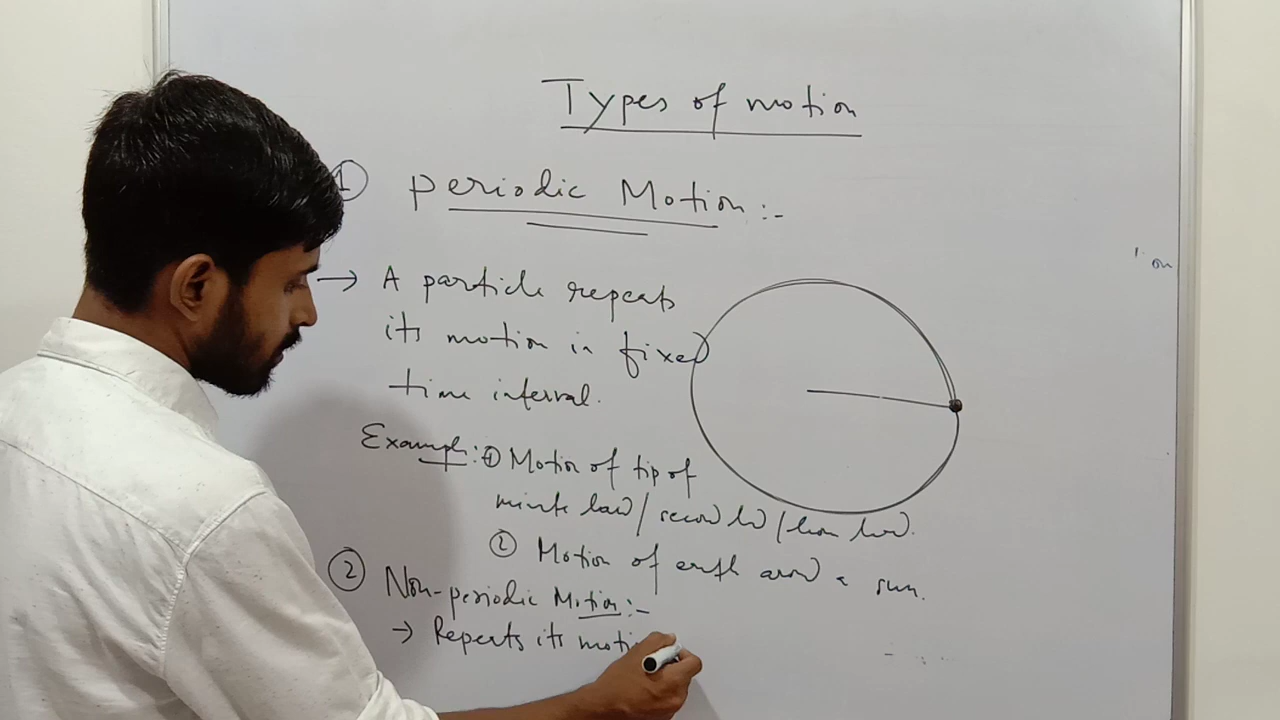 Types of motion
① Periodic Motion :-
→ A particle repeats
its motion in fixed
time interval.
Example : ① Motion of tip of
minute hand / second hand / hour hand.
② Motion of earth around a sun.
② Non-periodic Motion :-
→ Repeats its moti
on